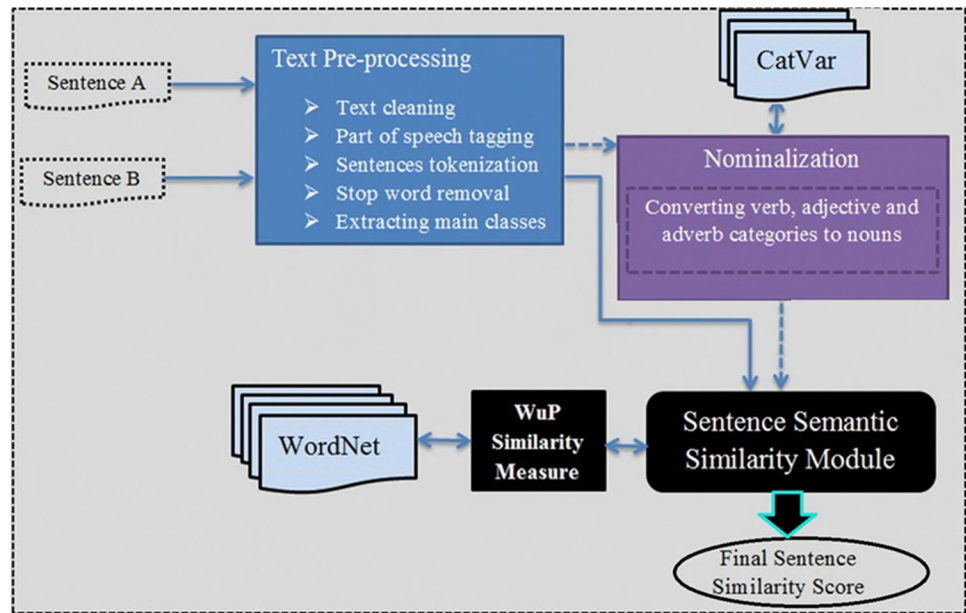 Sentence A
Sentence B
Text Pre-processing
➢ Text cleaning
➢ Part of speech tagging
➢ Sentences tokenization
➢ Stop word removal
➢ Extracting main classes
CatVar
Nominalization
Converting verb, adjective and
adverb categories to nouns
WordNet
WuP
Similarity
Measure
Sentence Semantic
Similarity Module
Final Sentence
Similarity Score